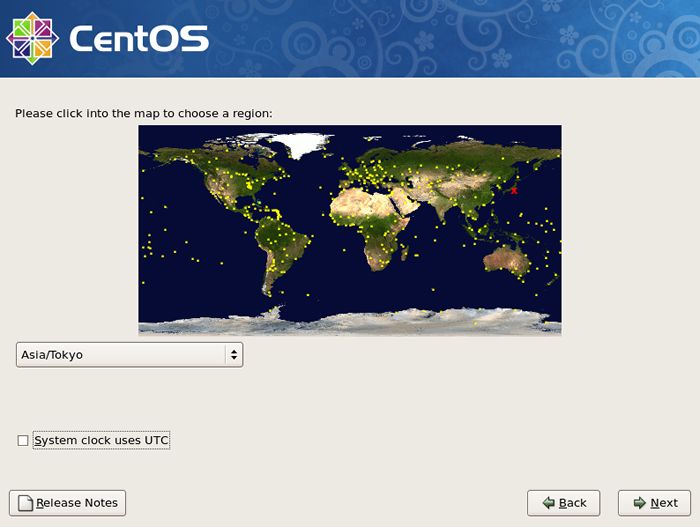 CentOS
Please click into the map to choose a region:
Asia/Tokyo
System clock uses UTC
Release Notes
Back
Next